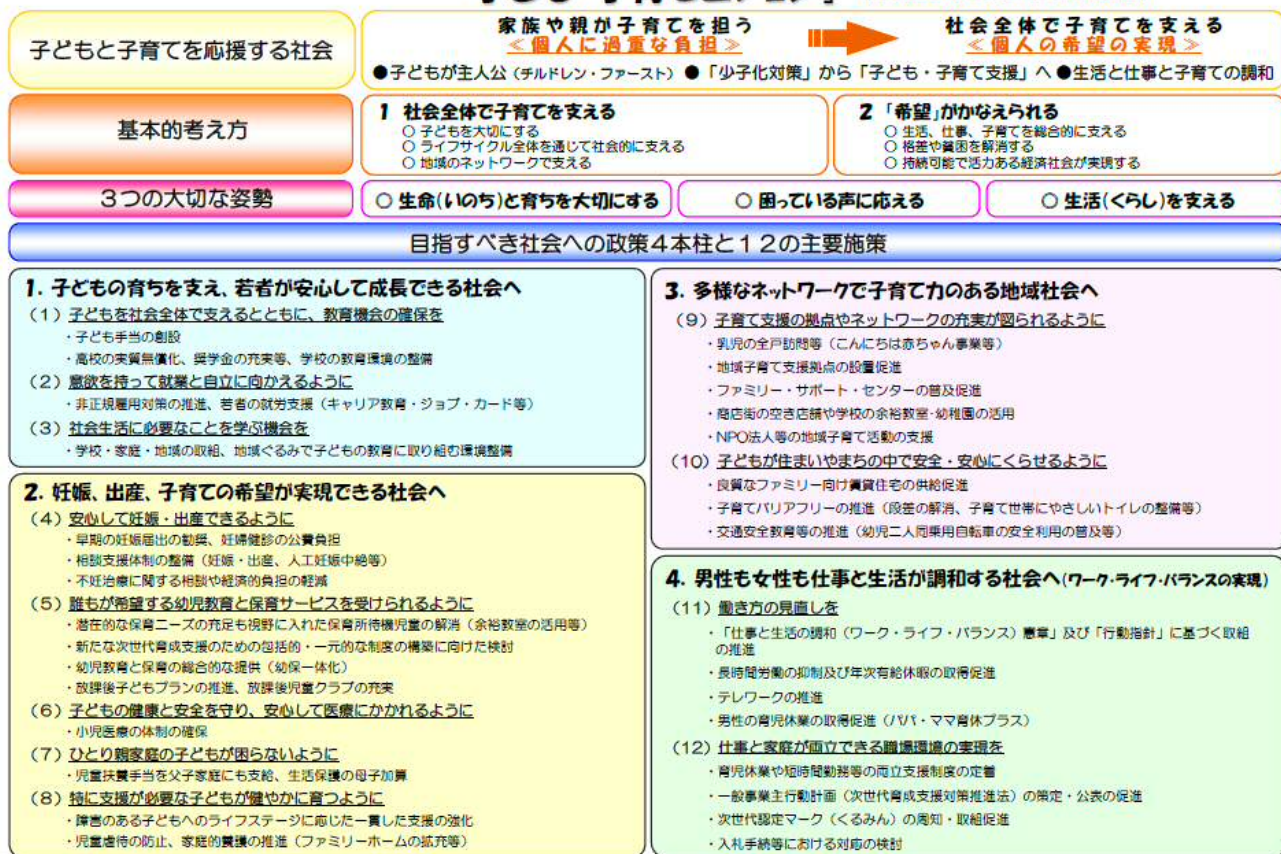 子どもと子育てを応援する社会
家族や親が子育てを担う
≪個人に過重な負担≫
社会全体で子育てを支える
≪個人の希望の実現≫
●子どもが主人公（チルドレン・ファースト）●「少子化対策」から「子ども・子育て支援」へ●生活と仕事と子育ての調和
基本的考え方
1 社会全体で子育てを支える
○ 子どもを大切にする
○ ライフサイクル全体を通じて社会的に支える
○ 地域のネットワークで支える
2 「希望」がかなえられる
○ 生活、仕事、子育てを総合的に支える
○ 格差や貧困を解消する
○ 持続可能で活力ある経済社会が実現する
３つの大切な姿勢
○ 生命(いのち)と育ちを大切にする
○ 困っている声に応える
○ 生活(くらし)を支える
目指すべき社会への政策４本柱と１２の主要施策
1. 子どもの育ちを支え、若者が安心して成長できる社会へ
（１）子どもを社会全体で支えるとともに、教育機会の確保を
・子ども手当の創設
・高校の実質無償化、奨学金の充実等、学校の教育環境の整備
（２）意欲を持って就業と自立に向かえるように
・非正規雇用対策の推進、若者の就労支援（キャリア教育・ジョブ・カード等）
（３）社会生活に必要なことを学ぶ機会を
・学校・家庭・地域の取組、地域ぐるみで子どもの教育に取り組む環境整備
2. 妊娠、出産、子育ての希望が実現できる社会へ
（４）安心して妊娠・出産できるように
・早期の妊娠届出の勧奨、妊婦健診の公費負担
・相談支援体制の整備（妊娠・出産、人工妊娠中絶等）
・不妊治療に関する相談や経済的負担の軽減
（５）誰もが希望する幼児教育と保育サービスを受けられるように
・潜在的な保育ニーズの充足も視野に入れた保育所待機児童の解消（余裕教室の活用等）
・新たな次世代育成支援のための包括的・一元的な制度の構築に向けた検討
・幼児教育と保育の総合的な提供（幼保一体化）
・放課後子どもプランの推進、放課後児童クラブの充実
（６）子どもの健康と安全を守り、安心して医療にかかれるように
・小児医療の体制の確保
（７）ひとり親家庭の子どもが困らないように
・児童扶養手当を父子家庭にも支給、生活保護の母子加算
（８）特に支援が必要な子どもが健やかに育つように
・障害のある子どもへのライフステージに応じた一貫した支援の強化
・児童虐待の防止、家庭的養護の推進（ファミリーホームの拡充等）
3. 多様なネットワークで子育て力のある地域社会へ
（９）子育て支援の拠点やネットワークの充実が図られるように
・乳児の全戸訪問等（こんにちは赤ちゃん事業等）
・地域子育て支援拠点の設置促進
・ファミリー・サポート・センターの普及促進
・商店街の空き店舗や学校の余裕教室・幼稚園の活用
・NPO法人等の地域子育て活動の支援
（10）子どもが住まいやまちの中で安全・安心にくらせるように
・良質なファミリー向け賃貸住宅の供給促進
・子育てバリアフリーの推進（段差の解消、子育て世帯にやさしいトイレの整備等）
・交通安全教育等の推進（幼児二人同乗用自転車の安全利用の普及等）
4. 男性も女性も仕事と生活が調和する社会へ(ワーク・ライフ・バランスの実現)
（11）働き方の見直しを
・「仕事と生活の調和（ワーク・ライフ・バランス）憲章」及び「行動指針」に基づく取組
の推進
・長時間労働の抑制及び年次有給休暇の取得促進
・テレワークの推進
・男性の育児休業の取得促進（パパ・ママ育休プラス）
（12）仕事と家庭が両立できる職場環境の実現を
・育児休業や短時間勤務等の両立支援制度の定着
・一般事業主行動計画（次世代育成支援対策推進法）の策定・公表の促進
・次世代認定マーク（くるみん）の周知・取組促進
・入札手続等における対応の検討